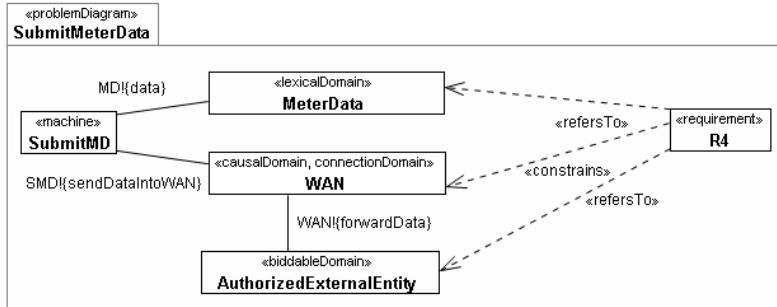 «problemDiagram»
SubmitMeterData
MD!{data}
«lexicalDomain»
MeterData
«machine»
SubmitMD
«refersTo»
«requirement»
R4
SMD!{sendDataIntoWAN}
«causalDomain, connectionDomain»
WAN
«constrains»
«refersTo»
WAN!{forwardData}
«biddableDomain»
AuthorizedExternalEntity